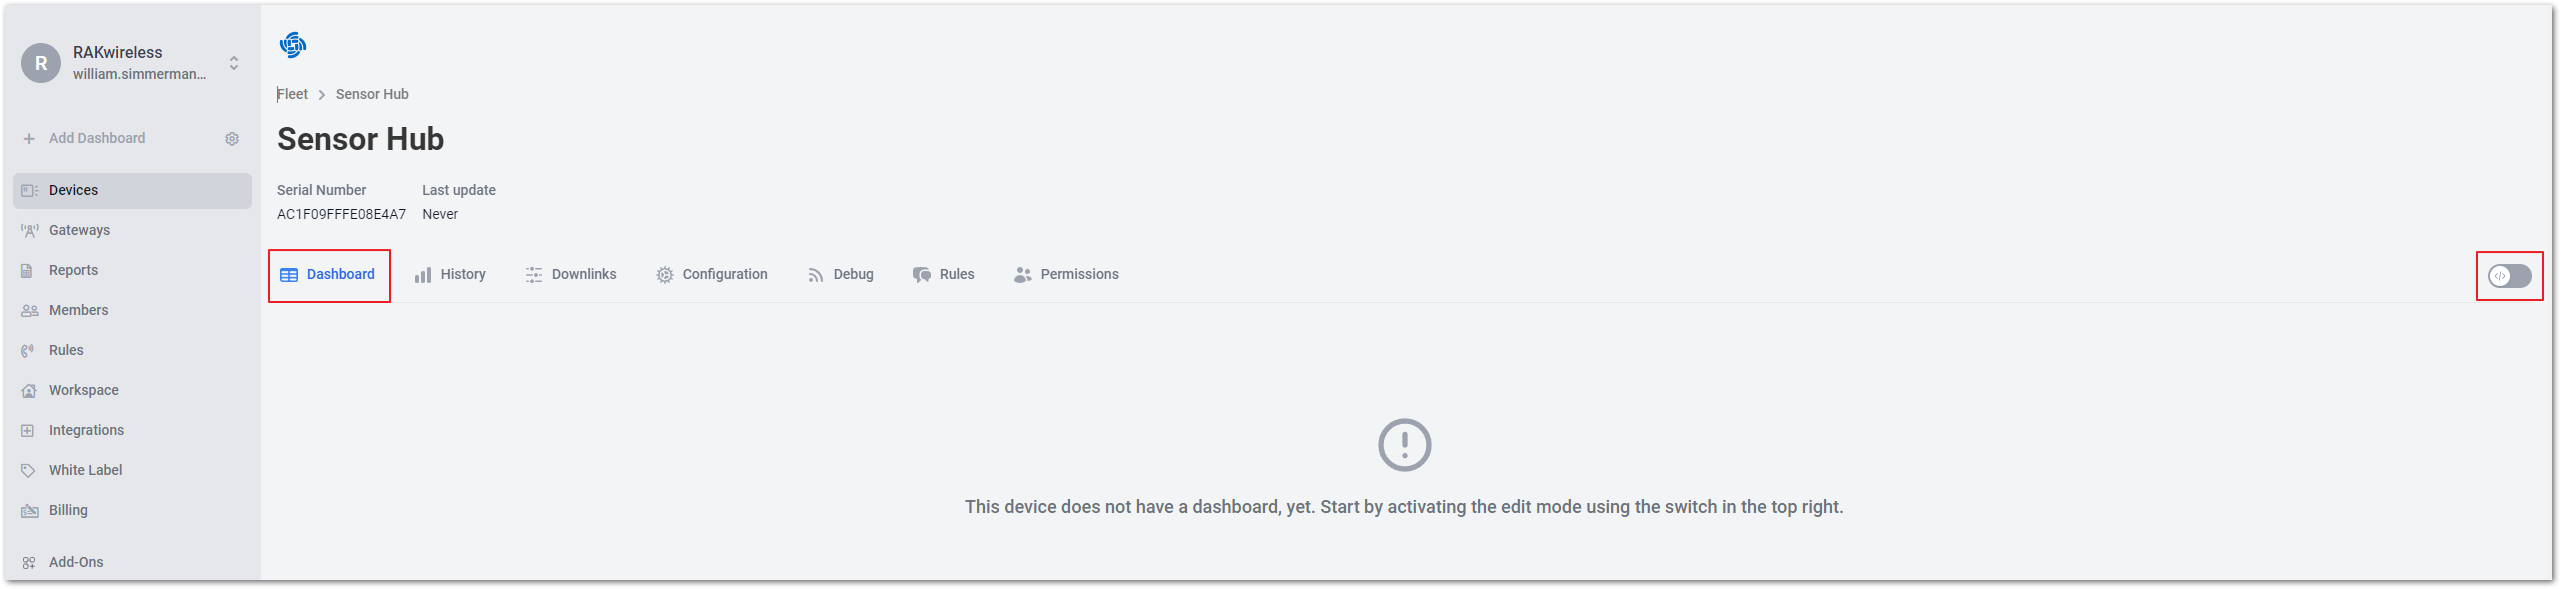 R
RAKwireless
william.simmerman...
Add Dashboard
Devices
Gateways
Reports
Members
Rules
Workspace
Integrations
White Label
Billing
Add-Ons
Fleet > Sensor Hub
Sensor Hub
Serial Number Last update
AC1F09FFFE08E4A7 Never
Dashboard History Downlinks Configuration Debug Rules Permissions
This device does not have a dashboard, yet. Start by activating the edit mode using the switch in the top right.